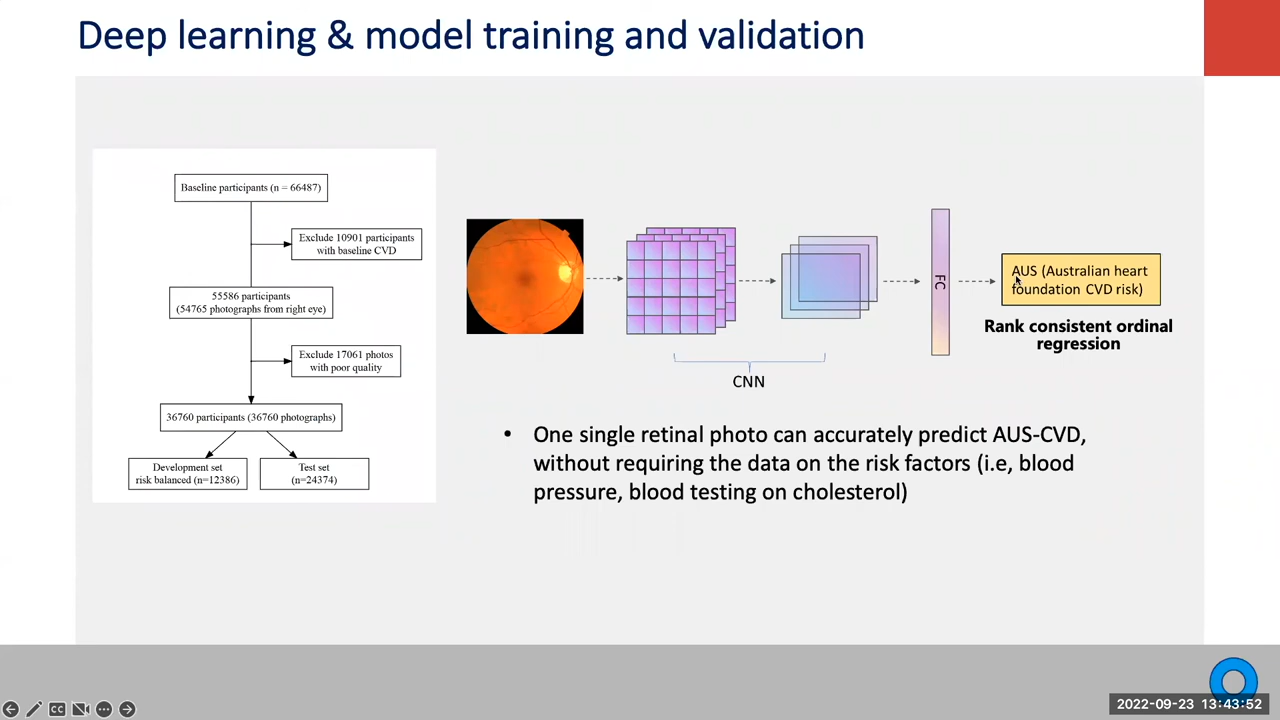 Deep learning & model training and validation
Baseline participants (n = 66487)
Exclude 10901 participants
with baseline CVD
55586 participants
(54765 photographs from right eye)
Exclude 17061 photos
with poor quality
36760 participants (36760 photographs)
Development set
risk balanced (n=12386)
Test set
(n=24374)
CNN
FC
AUS (Australian heart
foundation CVD risk)
Rank consistent ordinal
regression
• One single retinal photo can accurately predict AUS-CVD,
without requiring the data on the risk factors (i.e, blood
pressure, blood testing on cholesterol)
CC
2022-09-23 13:43:52